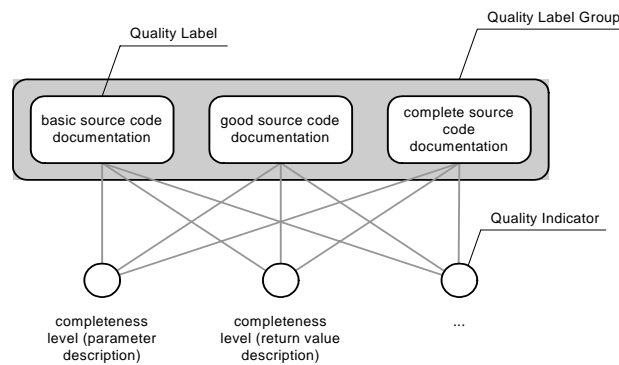 Quality Label Group
Quality Label
basic source code
documentation
good source code
documentation
complete source
code
documentation
Quality Indicator
completeness
level (parameter
description)
completeness
level (return value
description)
...